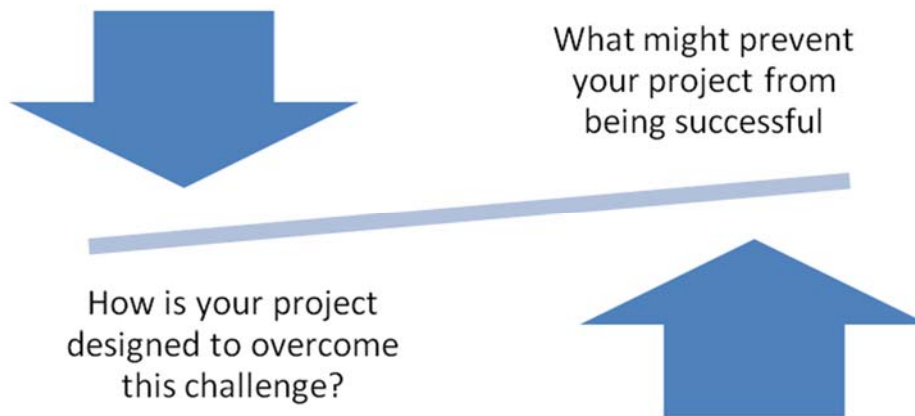 What might prevent
your project from
being successful
How is your project
designed to overcome
this challenge?